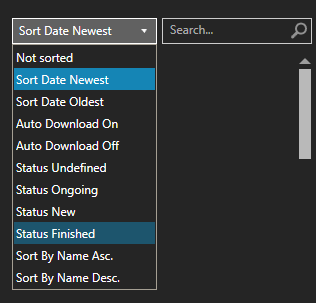 Sort Date Newest
Search...
Not sorted
Sort Date Newest
Sort Date Oldest
Auto Download On
Auto Download Off
Status Undefined
Status Ongoing
Status New
Status Finished
Sort By Name Asc.
Sort By Name Desc.